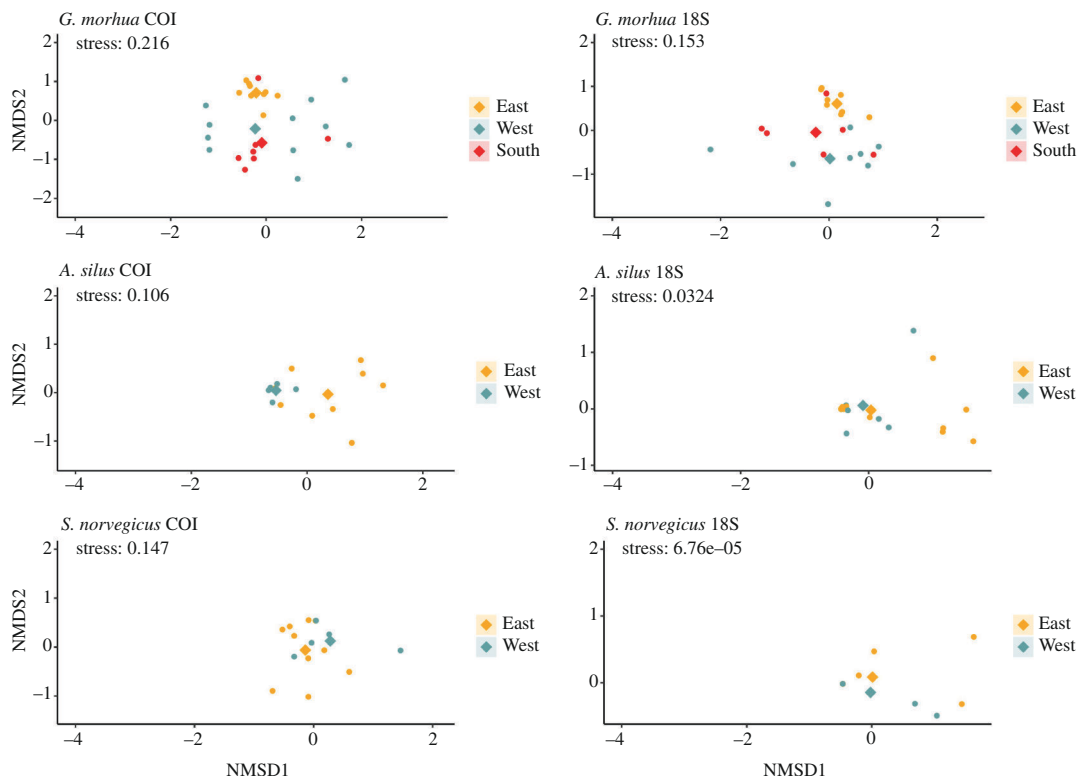 G. morhua COI
stress: 0.216
2
1
0
−1
−2
NMDS2
−4
−2
0
2
East
West
South
G. morhua 18S
stress: 0.153
2
1
0
−1
−4
−2
0
2
East
West
South
A. silus COI
stress: 0.106
2
1
0
−1
NMDS2
−4
−2
0
2
East
West
A. silus 18S
stress: 0.0324
2
1
0
−1
−4
−2
0
East
West
S. norvegicus COI
stress: 0.147
2
1
0
−1
NMDS2
−4
−2
0
2
NMSD1
East
West
S. norvegicus 18S
stress: 6.76e−05
2
1
0
−4
−2
0
NMSD1
East
West